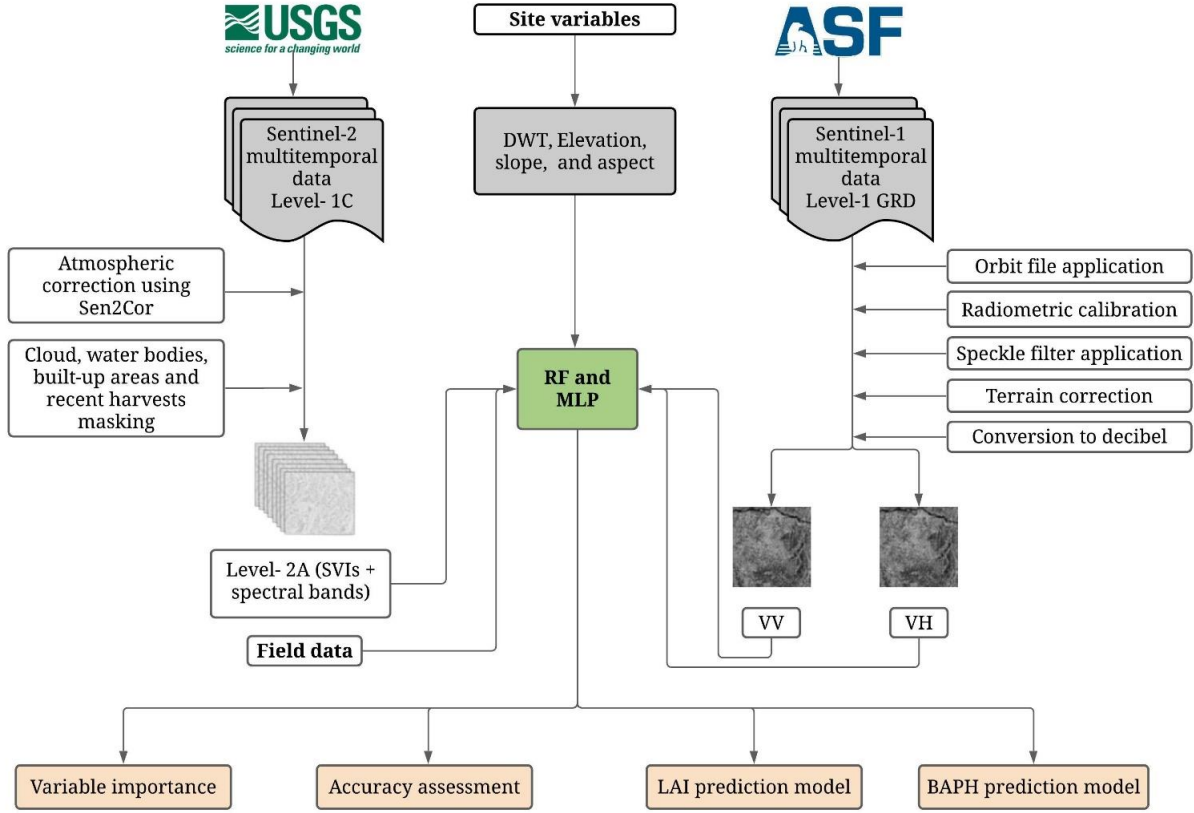 USGS
science for a changing world
Site variables
ASF
Sentinel-2
multitemporal
data
Level- 1C
DWT, Elevation,
slope, and aspect
Sentinel-1
multitemporal
data
Level-1 GRD
Atmospheric
correction using
Sen2Cor
Cloud, water bodies,
built-up areas and
recent harvests
masking
Orbit file application
Radiometric calibration
Speckle filter application
Terrain correction
Conversion to decibel
RF and
MLP
Level- 2A (SVIs +
spectral bands)
Field data
VV
VH
Variable importance
Accuracy assessment
LAI prediction model
BAPH prediction model